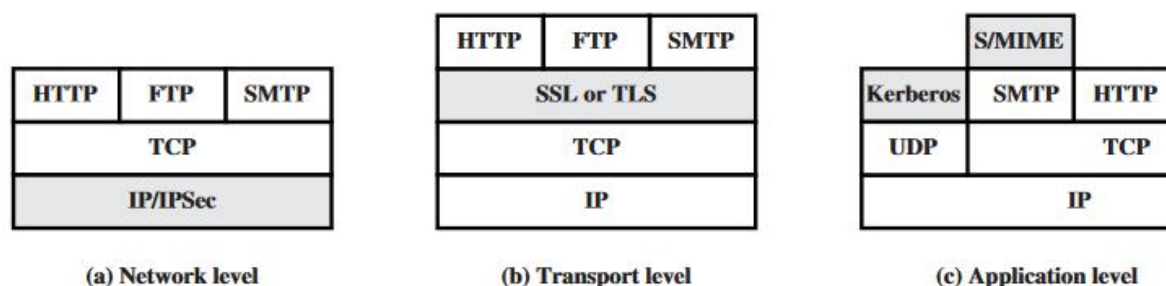 HTTP FTP SMTP
TCP
IP/IPSec
(a) Network level
HTTP FTP SMTP
SSL or TLS
TCP
IP
(b) Transport level
S/MIME
Kerberos SMTP HTTP
UDP TCP
IP
(c) Application level